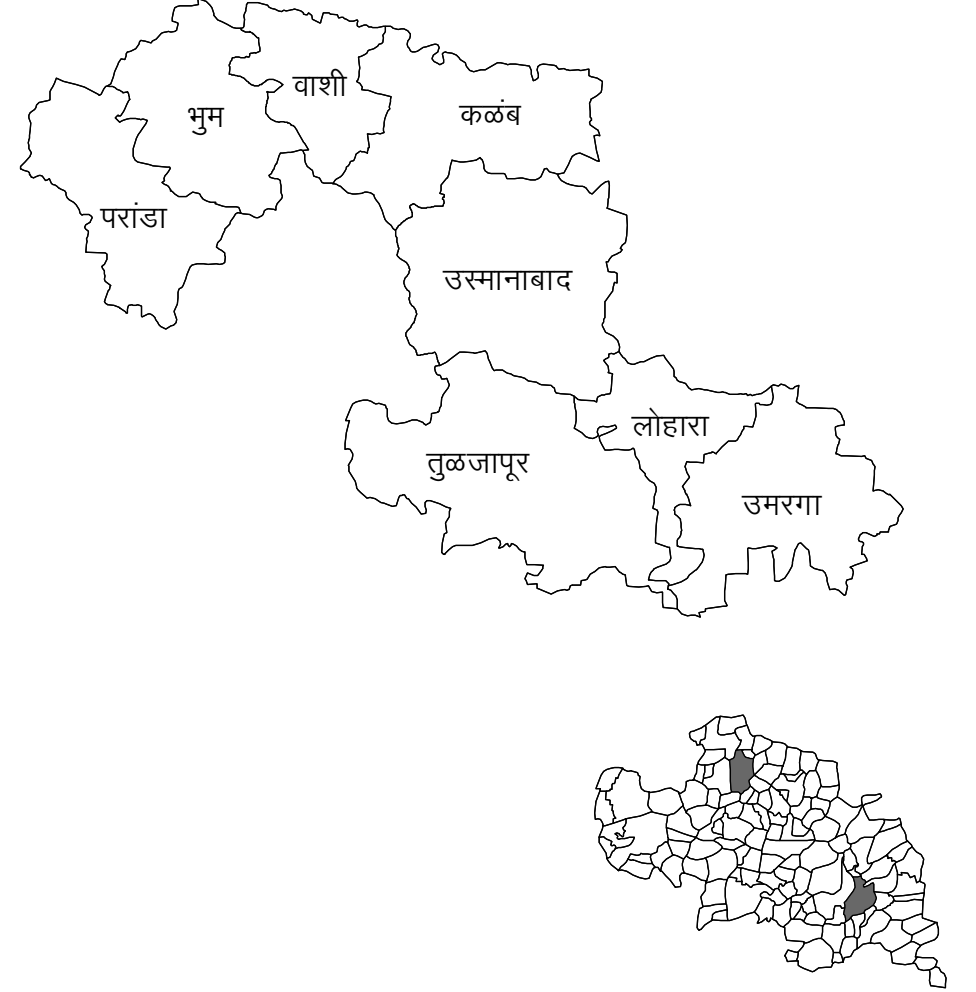 वाशी
भुम
कळंब
परांडा
उस्मानाबाद
लोहारा
तुळजापूर
उमरगा